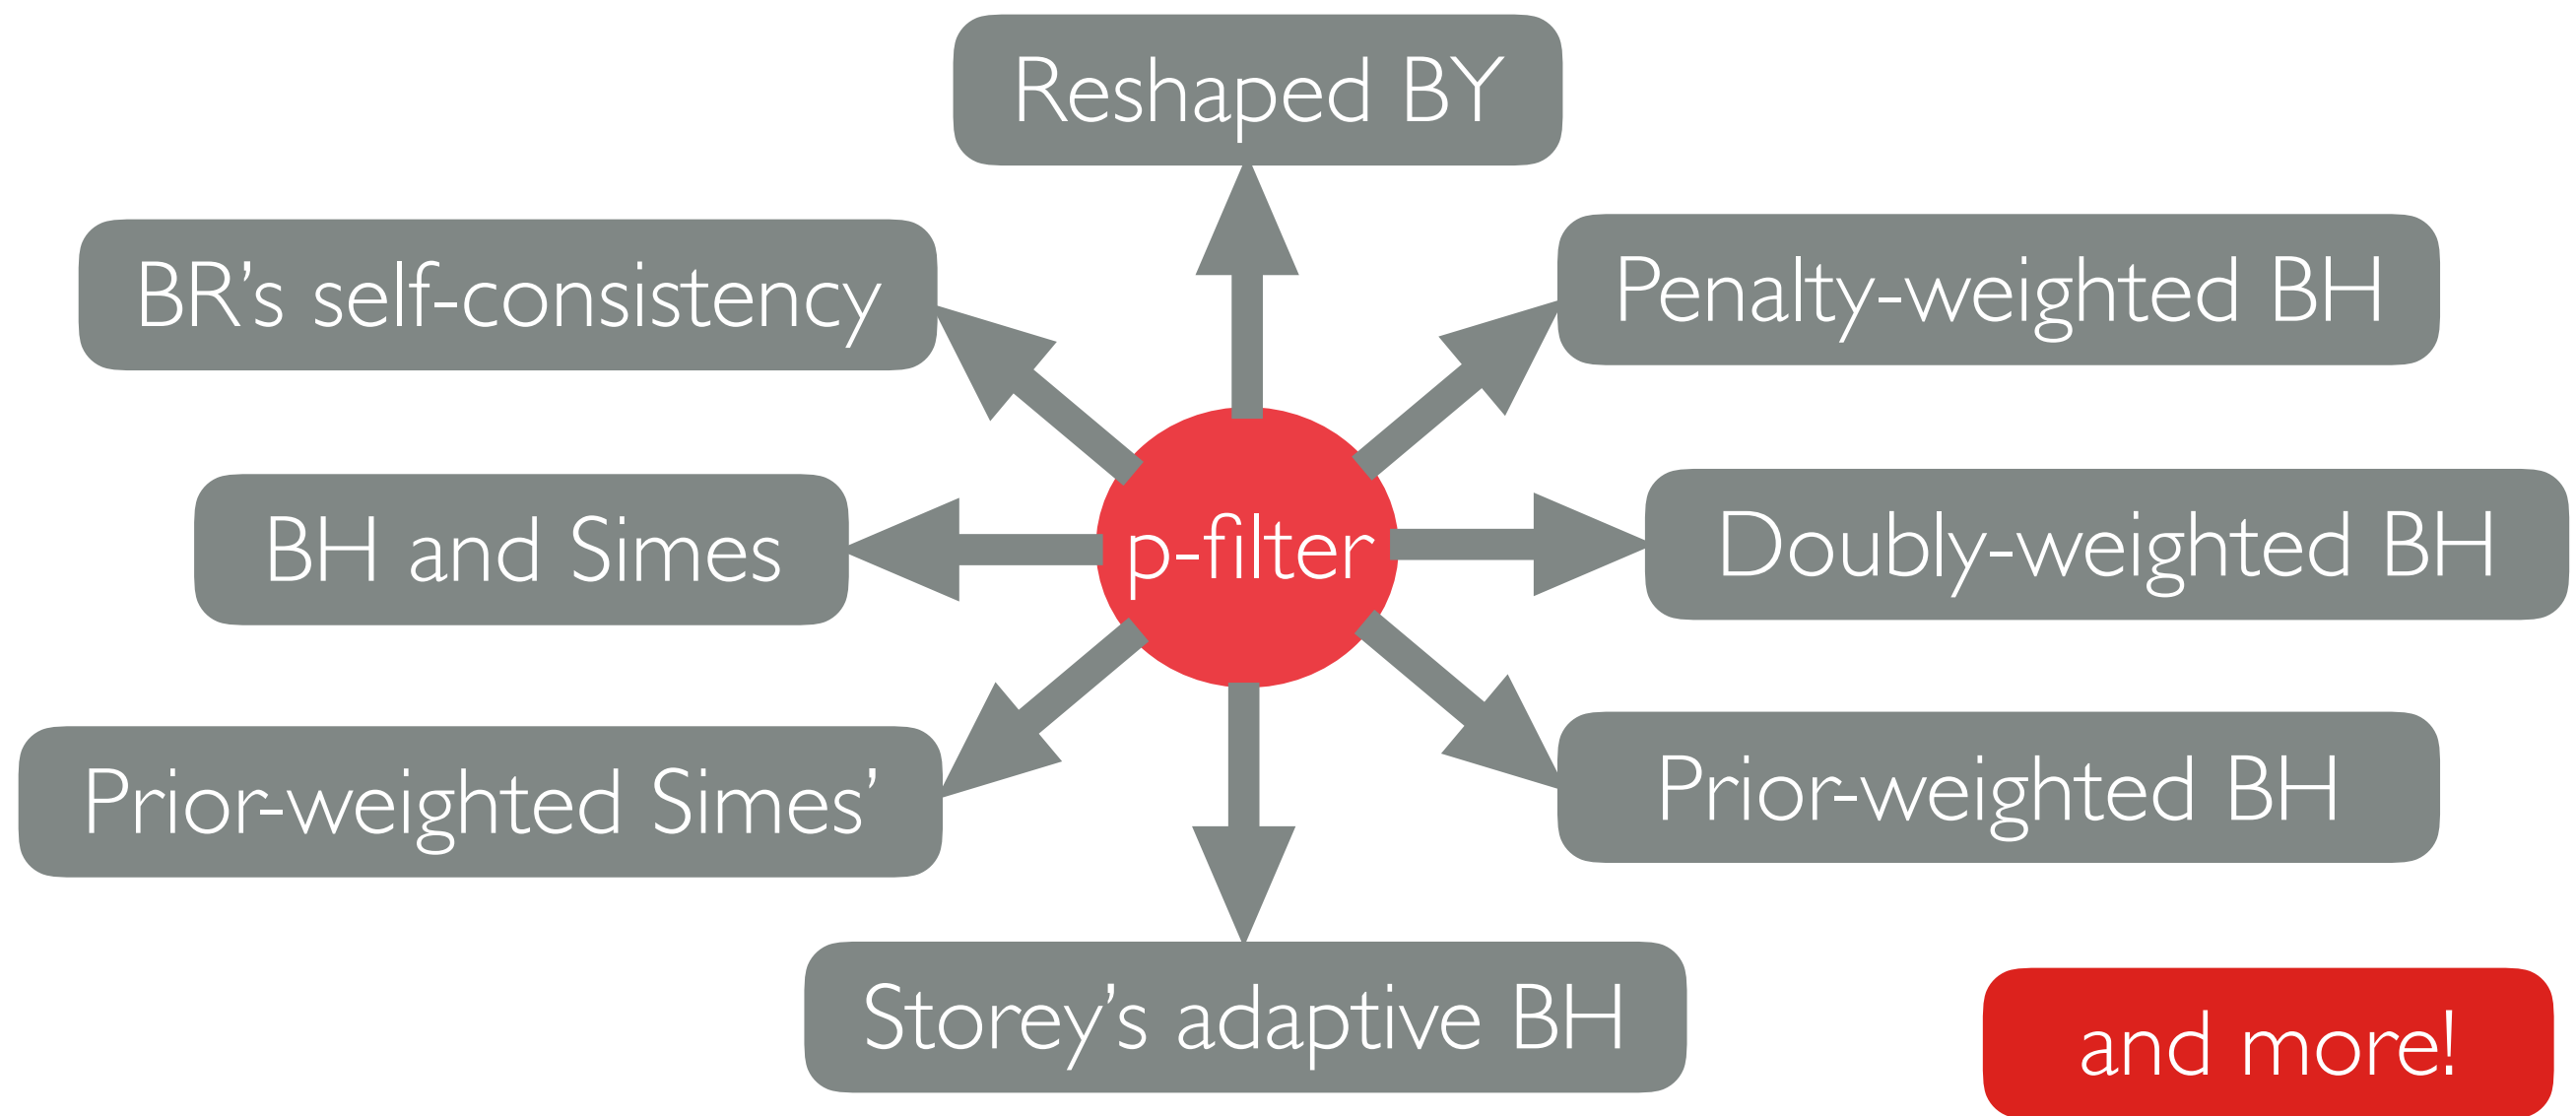 Reshaped BY
BR’s self-consistency
Penalty-weighted BH
BH and Simes
p-filter
Doubly-weighted BH
Prior-weighted Simes’
Prior-weighted BH
Storey’s adaptive BH
and more!